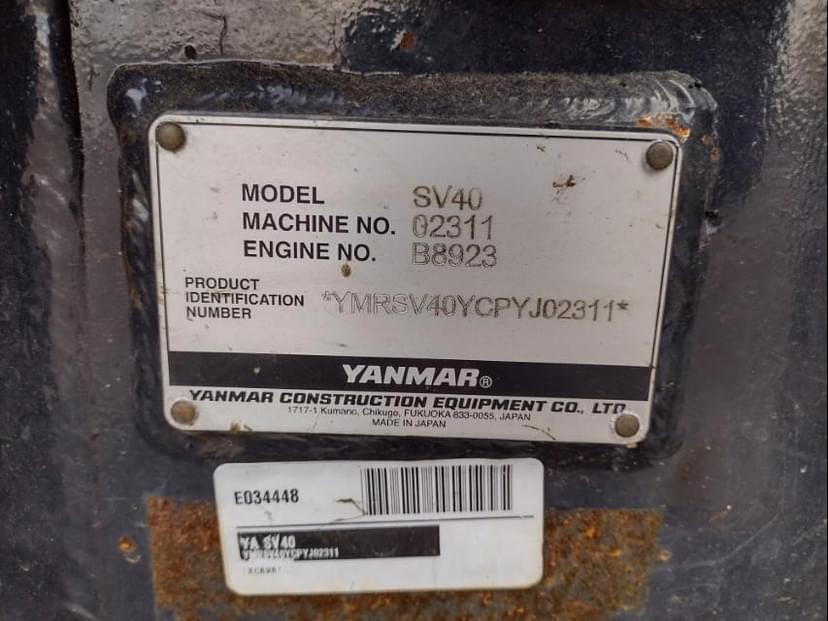 MODEL SV40
MACHINE NO. 02311
ENGINE NO. B8923
PRODUCT
IDENTIFICATION
NUMBER
*YMRSV40YCPYJ02311*
YANMAR®
YANMAR CONSTRUCTION EQUIPMENT CO., LTD.
1717-1 Kumano, Chikugo, FUKUOKA 833-0055, JAPAN
MADE IN JAPAN
E034448
YA SV40
YMRSV40YCPYJ02311